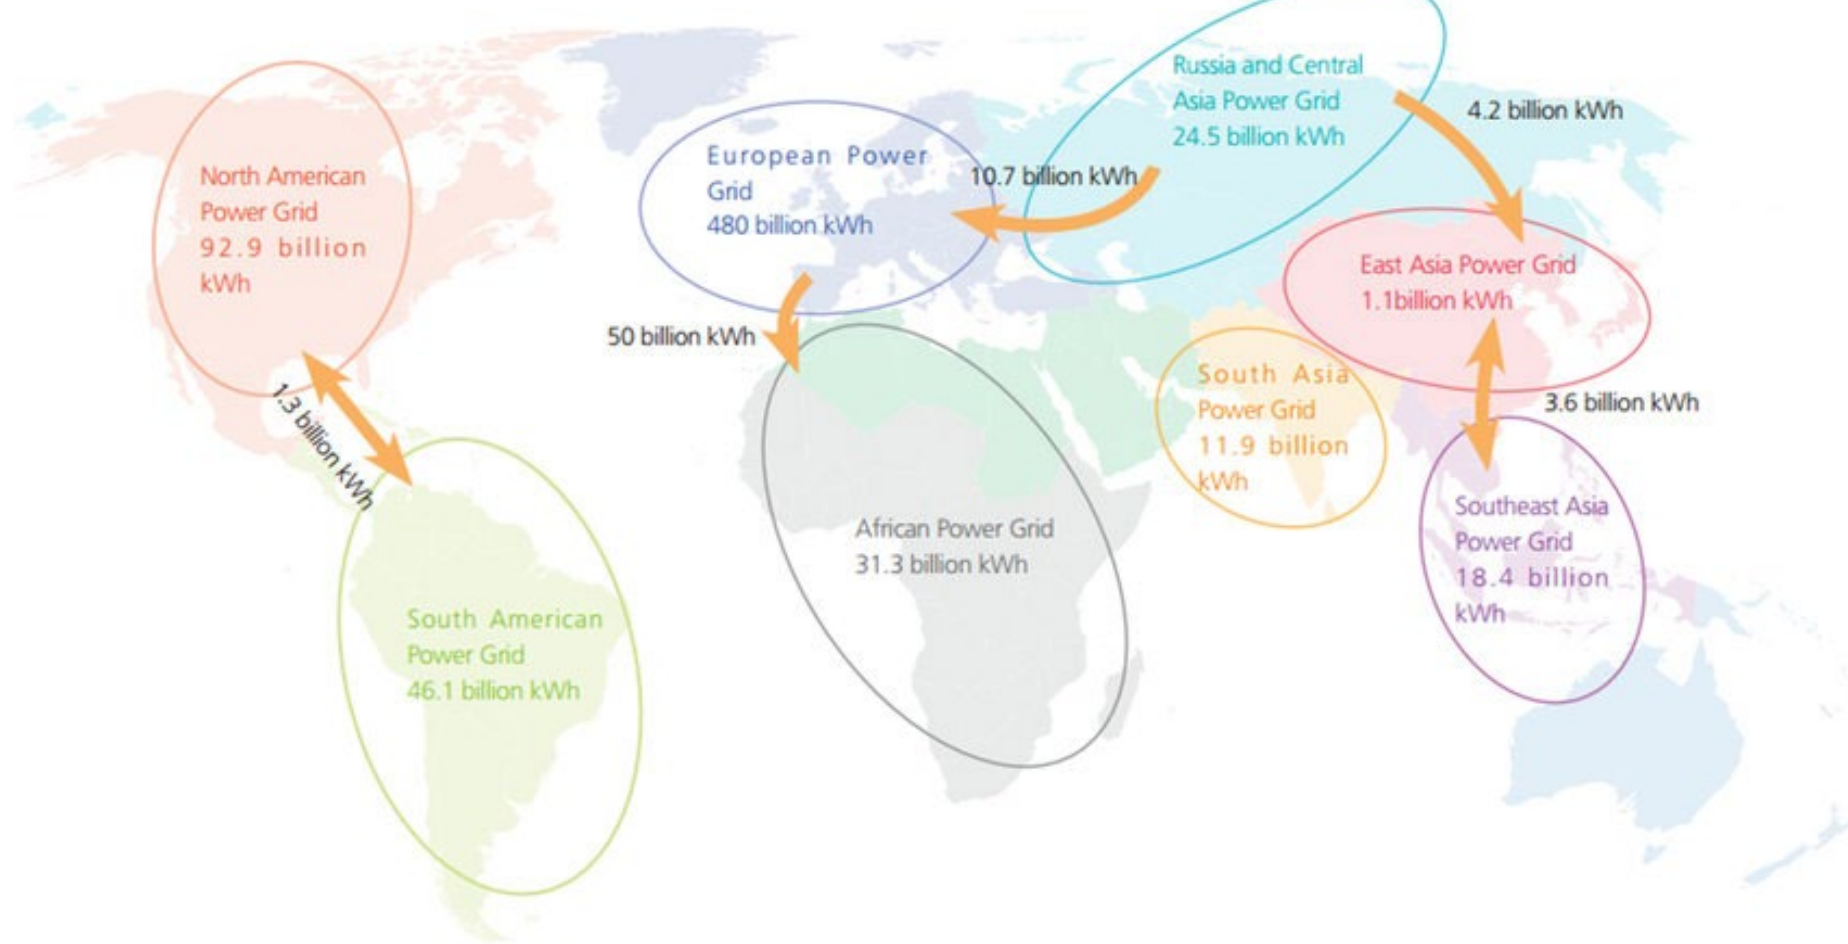 North American
Power Grid
92.9 billion
kWh
1.3 billion kWh
South American
Power Grid
46.1 billion kWh
European Power
Grid
480 billion kWh
50 billion kWh
African Power Grid
31.3 billion kWh
10.7 billion kWh
Russia and Central
Asia Power Grid
24.5 billion kWh
4.2 billion kWh
East Asia Power Grid
1.1billion kWh
South Asia
Power Grid
11.9 billion
kWh
3.6 billion kWh
Southeast Asia
Power Grid
18.4 billion
kWh